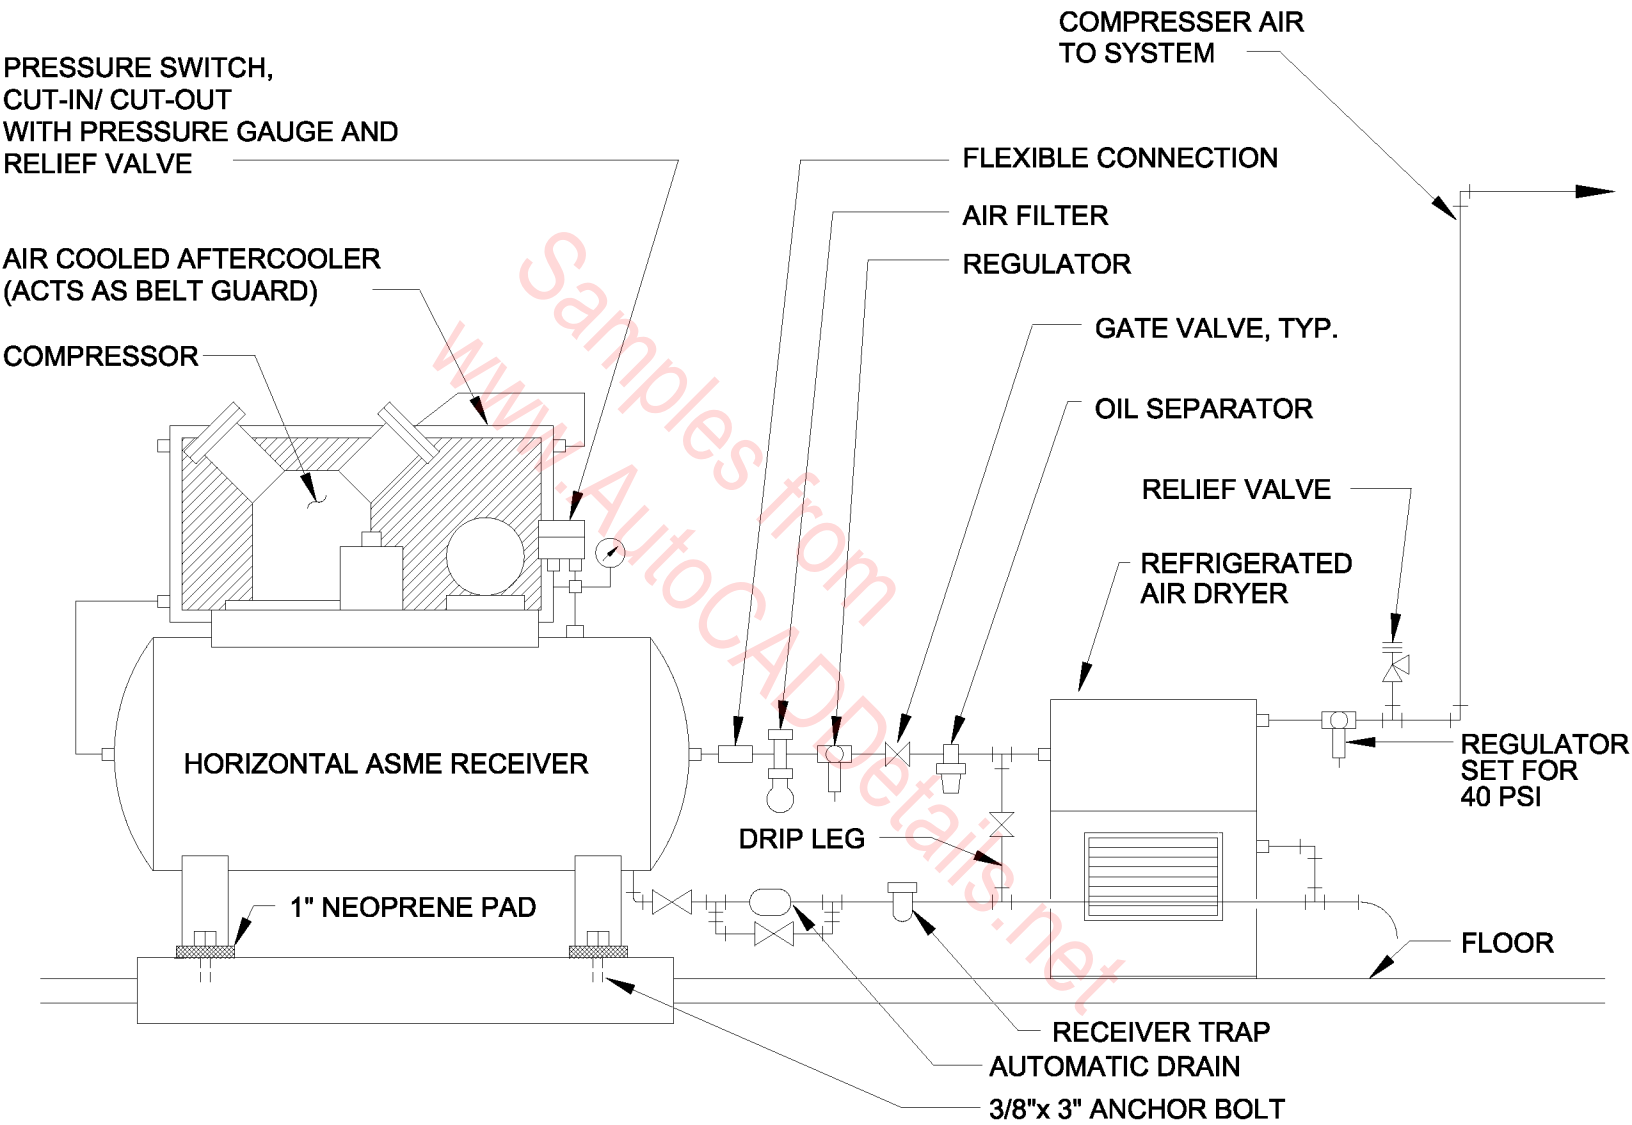 COMPRESSER AIR
TO SYSTEM
PRESSURE SWITCH,
CUT-IN/ CUT-OUT
WITH PRESSURE GAUGE AND
RELIEF VALVE
FLEXIBLE CONNECTION
AIR FILTER
REGULATOR
AIR COOLED AFTERCOOLER
(ACTS AS BELT GUARD)
GATE VALVE, TYP.
COMPRESSOR
OIL SEPARATOR
RELIEF VALVE
REFRIGERATED
AIR DRYER
HORIZONTAL ASME RECEIVER
REGULATOR
SET FOR
40 PSI
DRIP LEG
1" NEOPRENE PAD
FLOOR
RECEIVER TRAP
AUTOMATIC DRAIN
3/8"x 3" ANCHOR BOLT
Samples from
www.AutoCADDetails.net